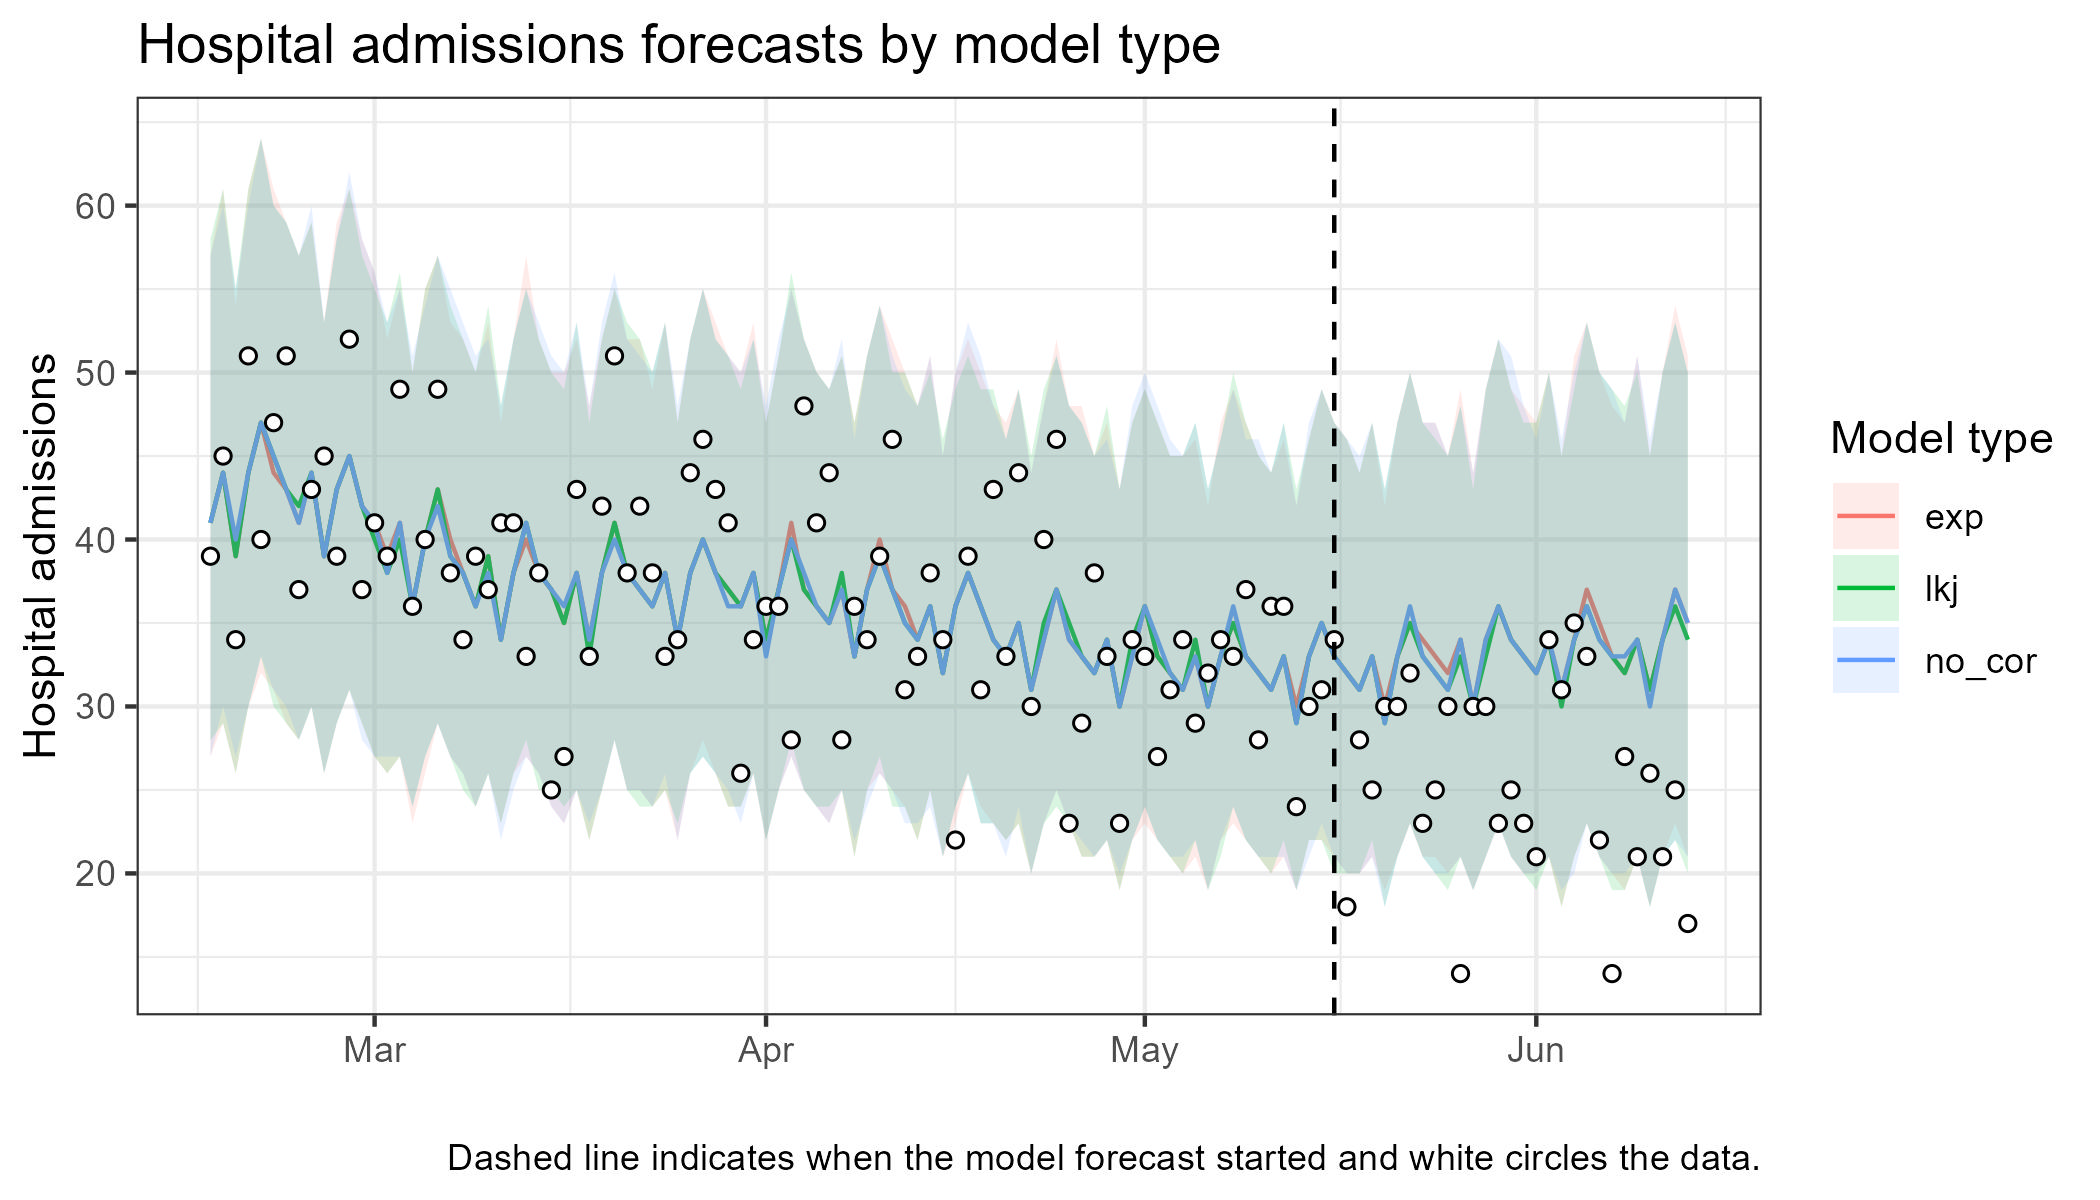 Hospital admissions forecasts by model type
Hospital admissions
60
50
40
30
20
Mar
Apr
May
Jun
Model type
exp
lkj
no_cor
Dashed line indicates when the model forecast started and white circles the data.